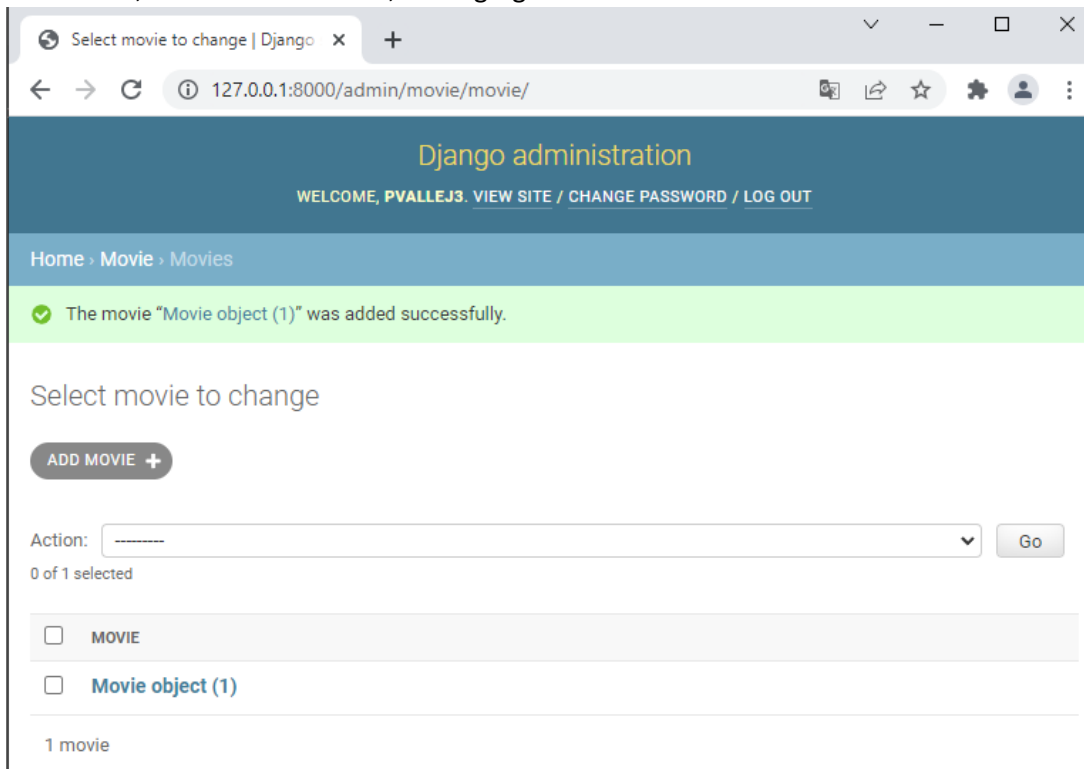 Select movie to change | Django
127.0.0.1:8000/admin/movie/movie/
Django administration
WELCOME, PVALLEJ3. VIEW SITE / CHANGE PASSWORD / LOG OUT
Home › Movie › Movies
The movie “Movie object (1)” was added successfully.
Select movie to change
ADD MOVIE +
Action: --------- Go
0 of 1 selected
MOVIE
Movie object (1)
1 movie